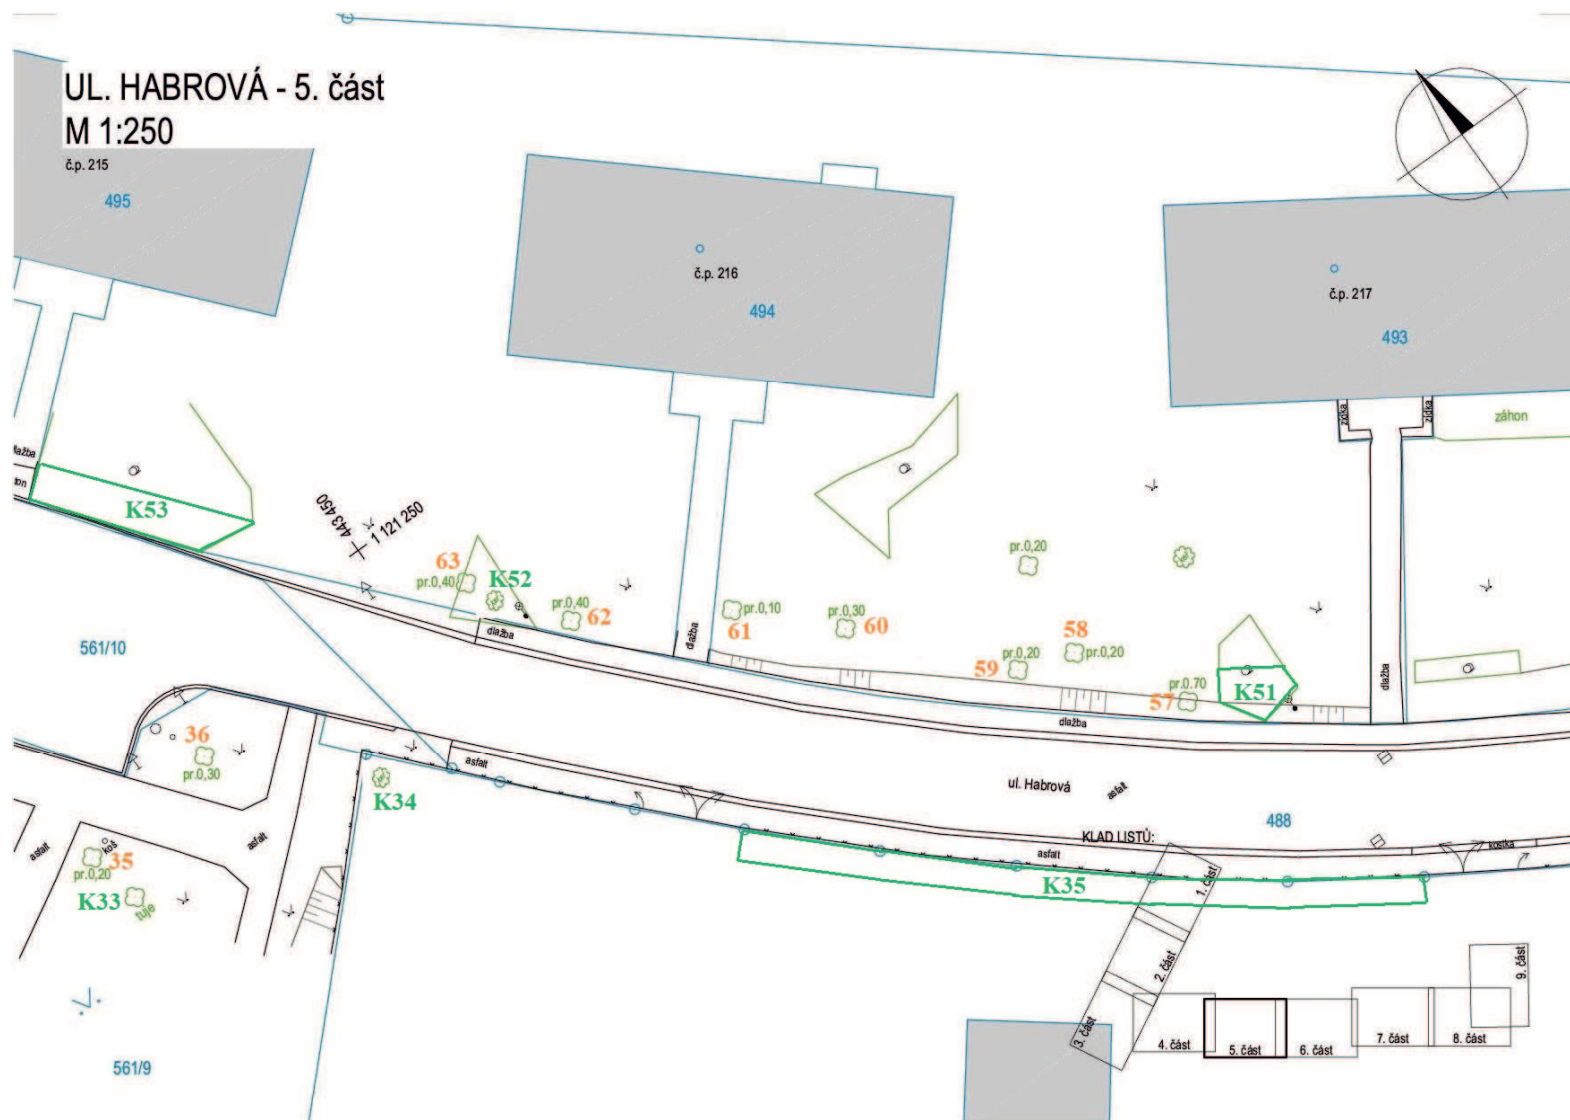 UL. HABROVÁ - 5. část
M 1:250
č.p. 215
495
č.p. 216
494
č.p. 217
493
zídka
zídka
záhon
dlažba
K53
443 450
1 121 250
63
pr.0,40
K52
pr.0,40
62
dlažba
dlažba
pr.0,10
61
pr.0,30
60
pr.0,20
58
pr.0,20
pr.0,20
59
pr.0,70
57
K51
dlažba
dlažba
561/10
36
pr.0,30
K34
asfalt
asfalt
asfalt
koš
35
pr.0,20
K33
tuje
ul. Habrová
asfalt
488
KLAD LISTŮ:
asfalt
kostka
K35
1. část
2. část
3. část
4. část
5. část
6. část
7. část
8. část
9. část
561/9